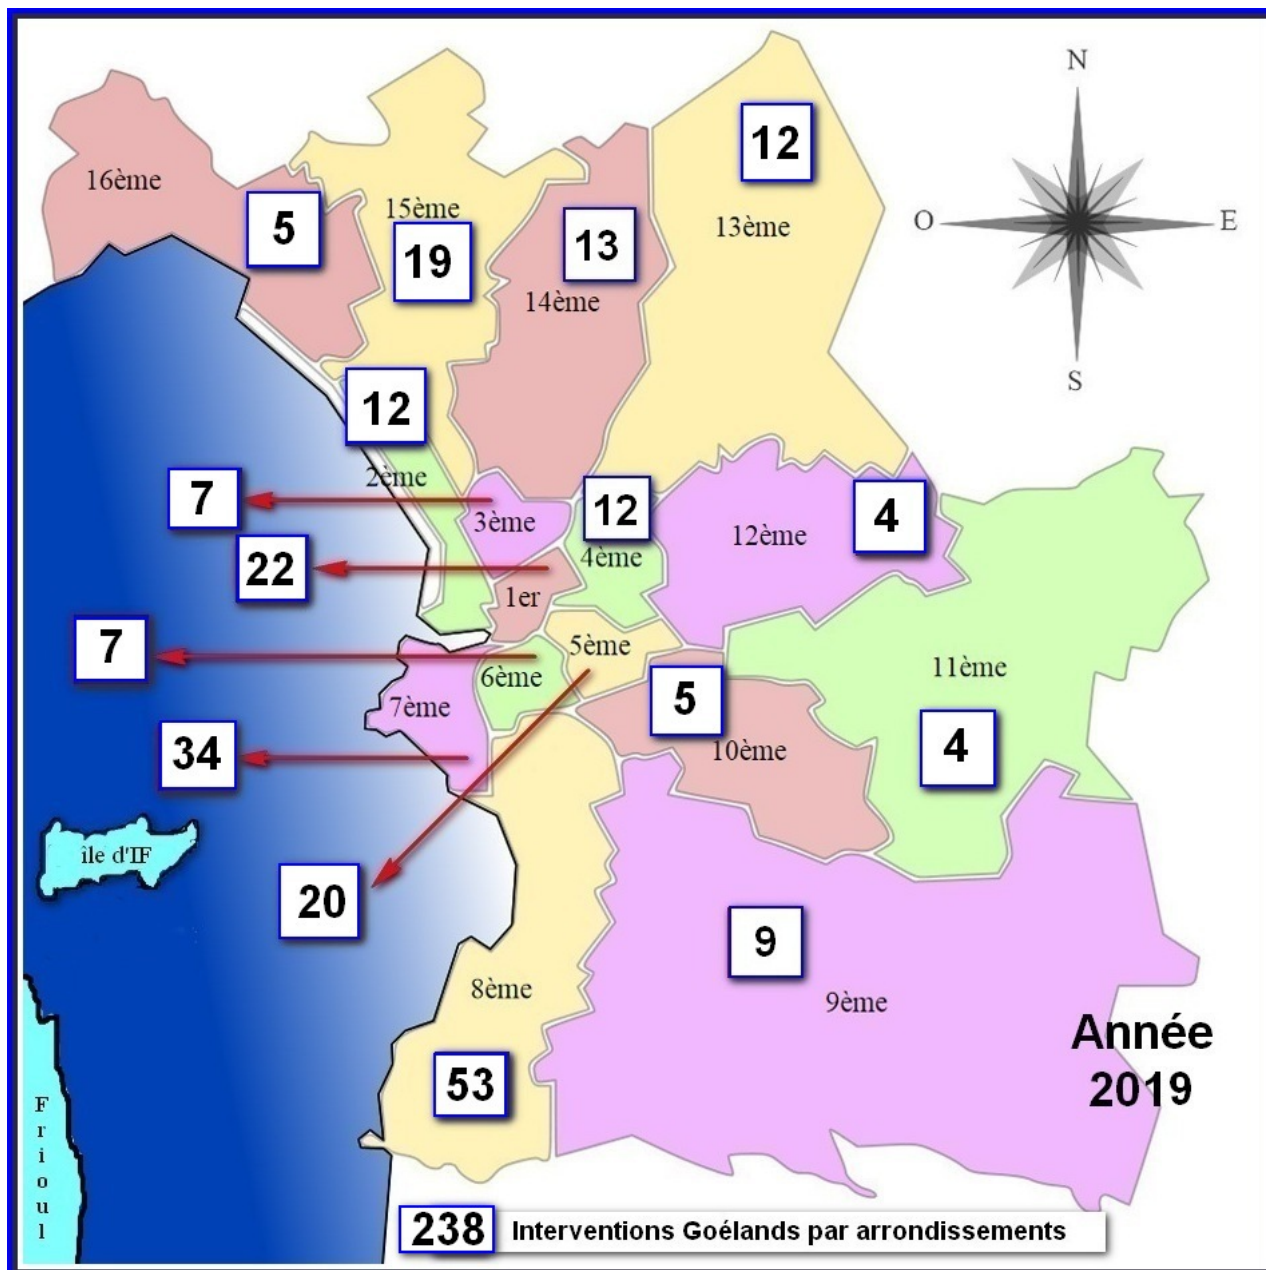 N
12
16ème
5
15ème
19
13
13ème
O
E
14ème
S
12
2ème
7
3ème
12
4ème
12ème
4
22
1er
7
5ème
6ème
11ème
7ème
5
10ème
4
34
île d'IF
20
9
8ème
9ème
Année
2019
53
Frioul
238 Interventions Goélands par arrondissements